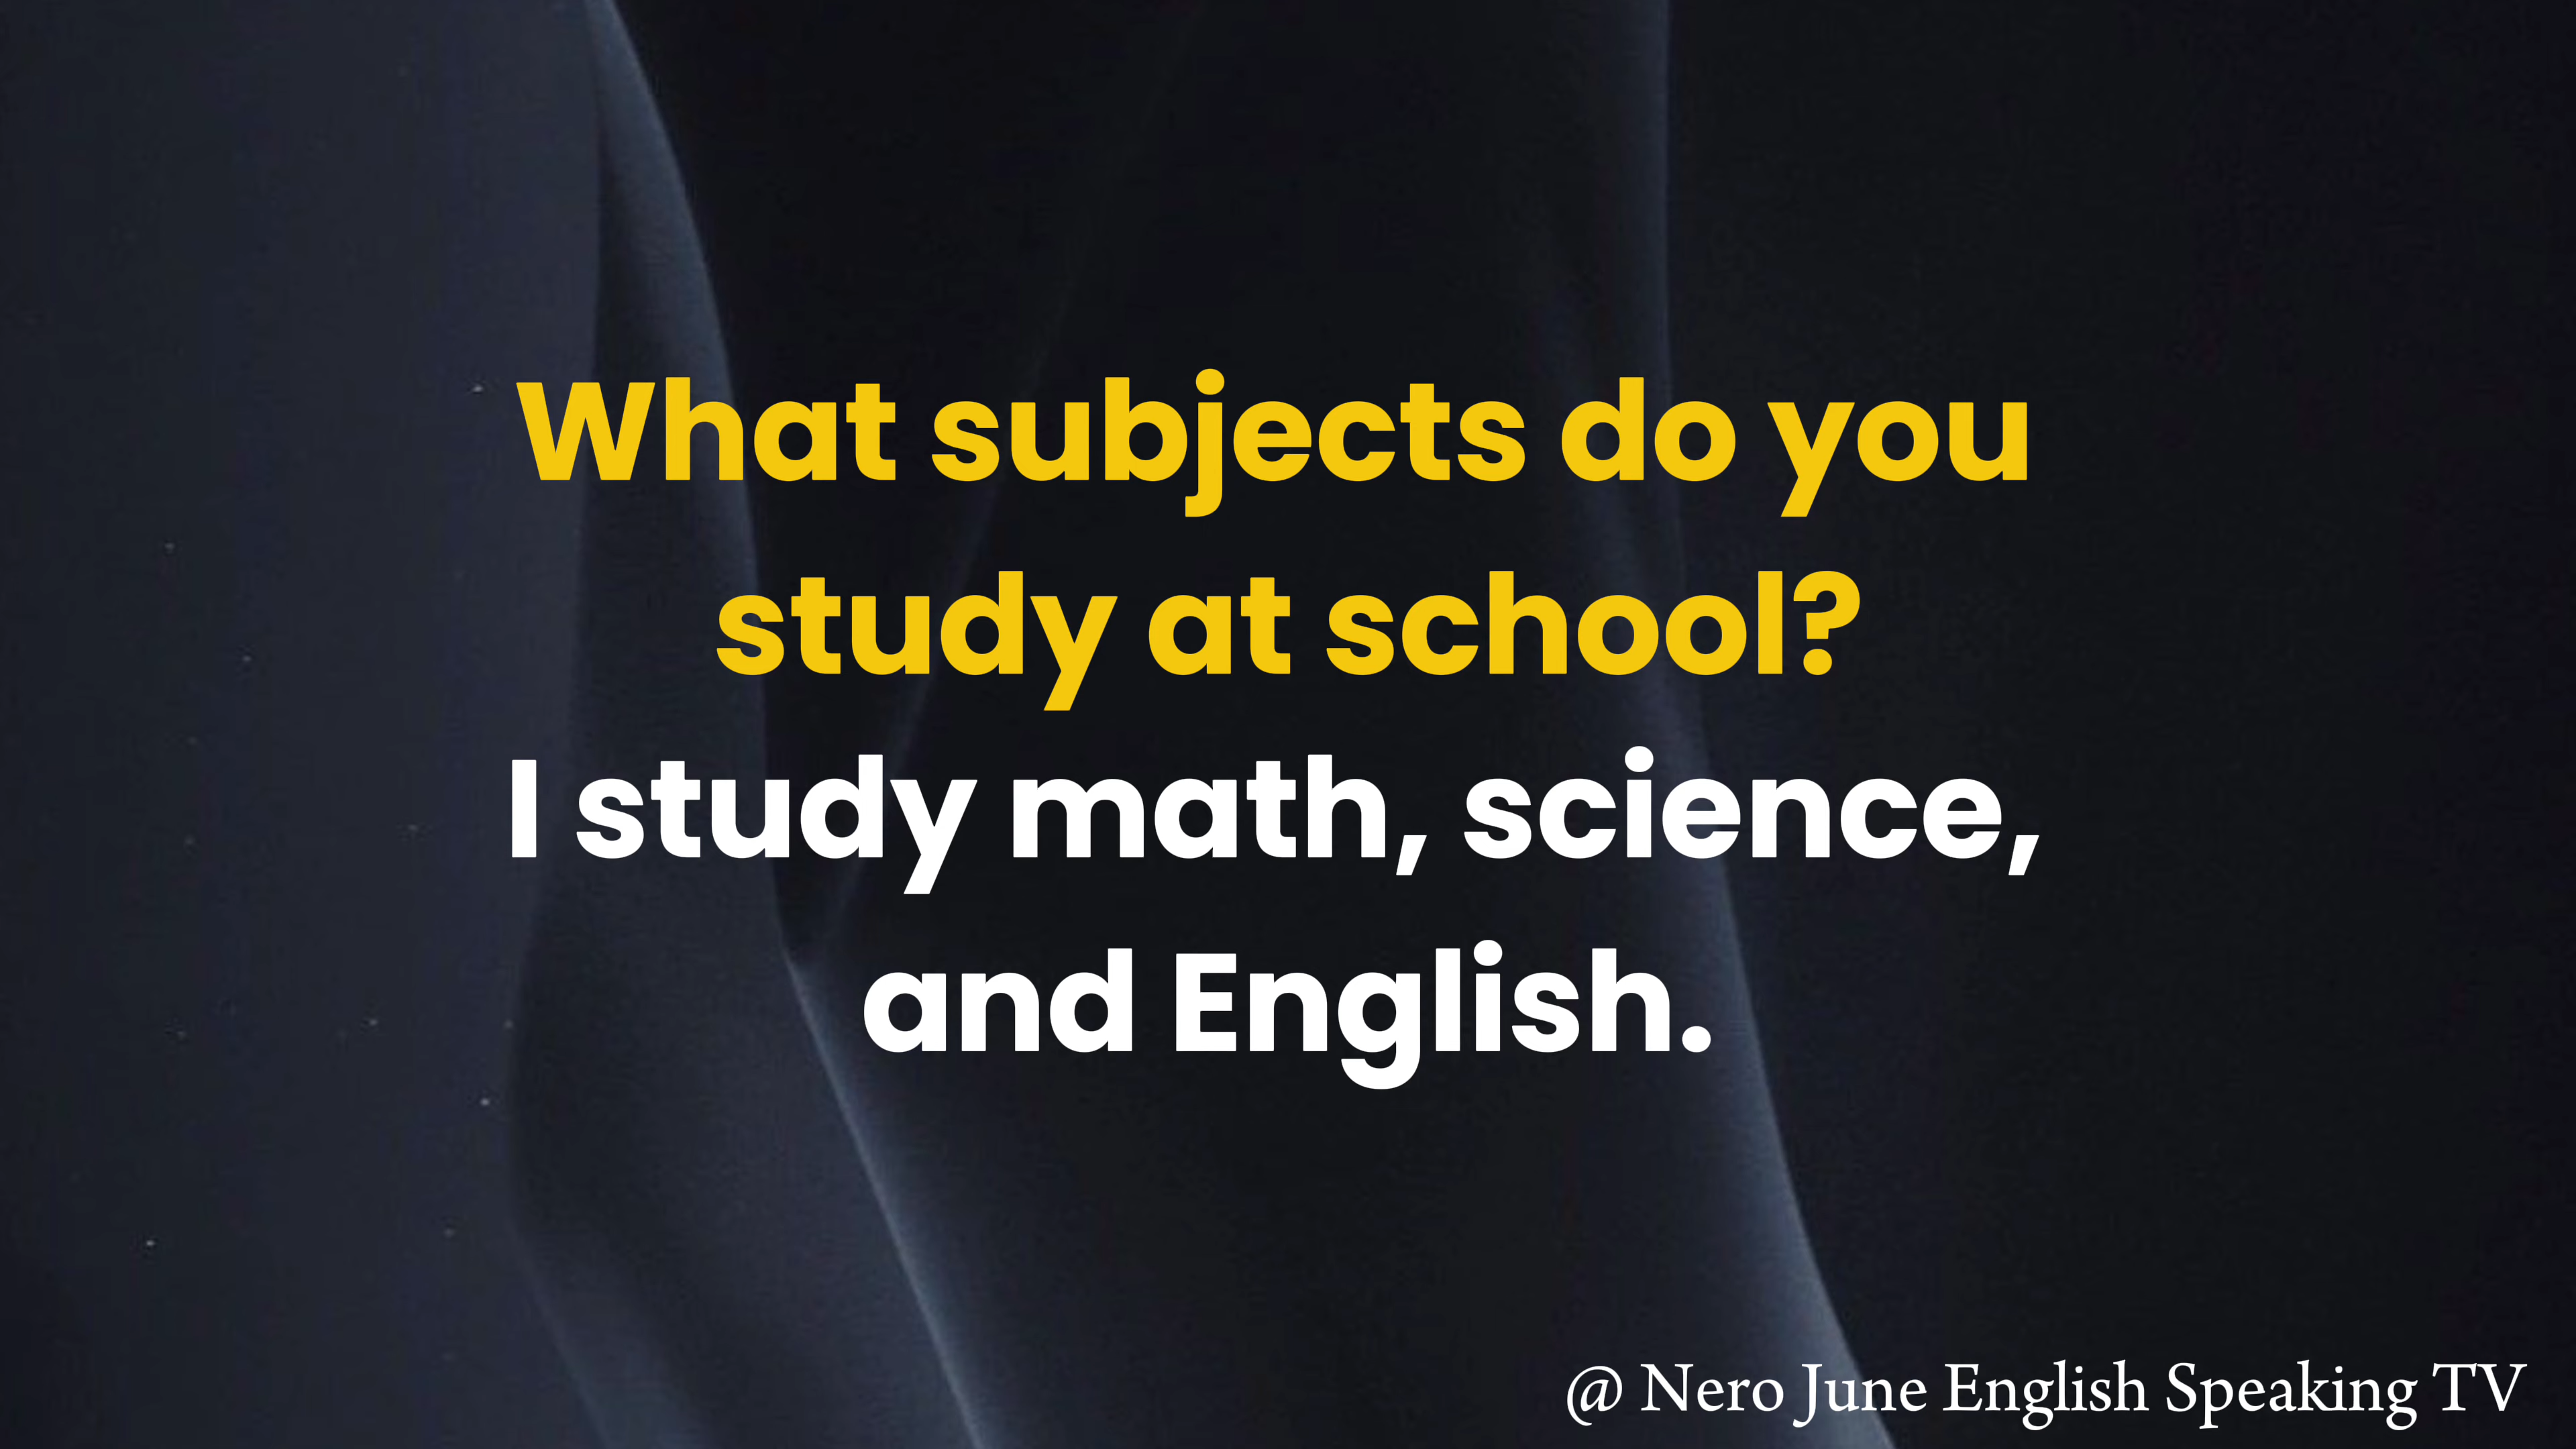 What subjects do you
study at school?
I study math, science,
and English.
@ Nero June English Speaking TV